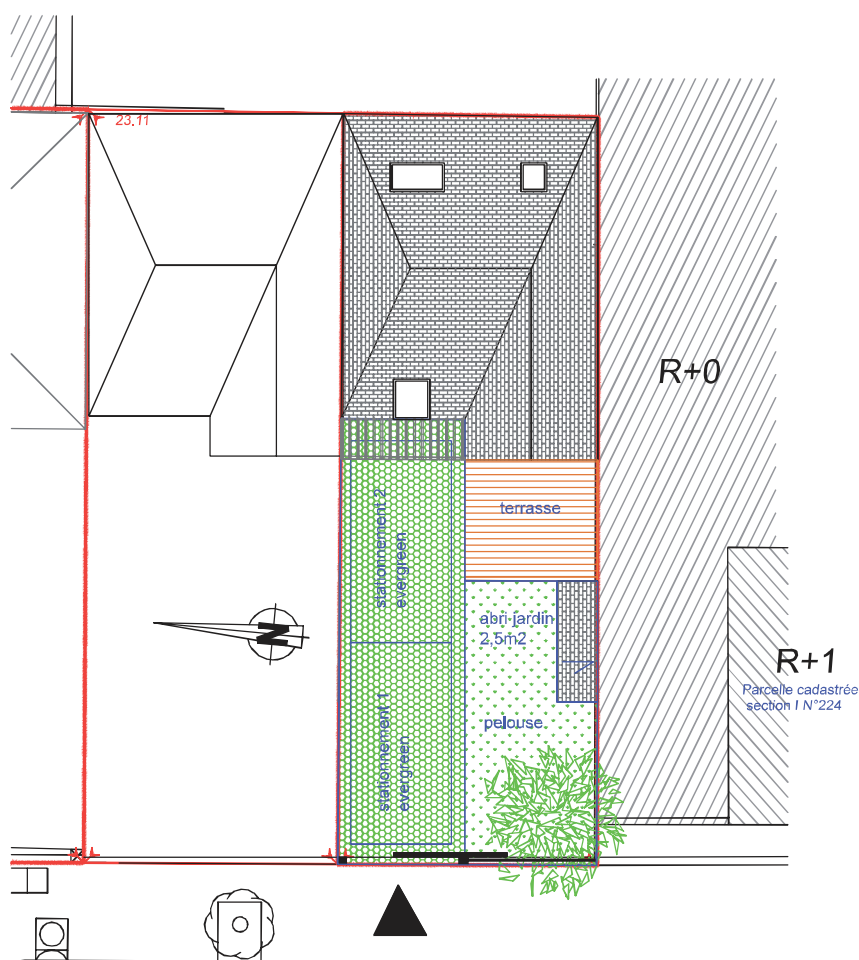 23.11
R+0
stationnement 2
evergreen
terrasse
abri jardin
2,5m2
N
R+1
Parcelle cadastrée
section I N°224
pelouse
stationnement 1
evergreen